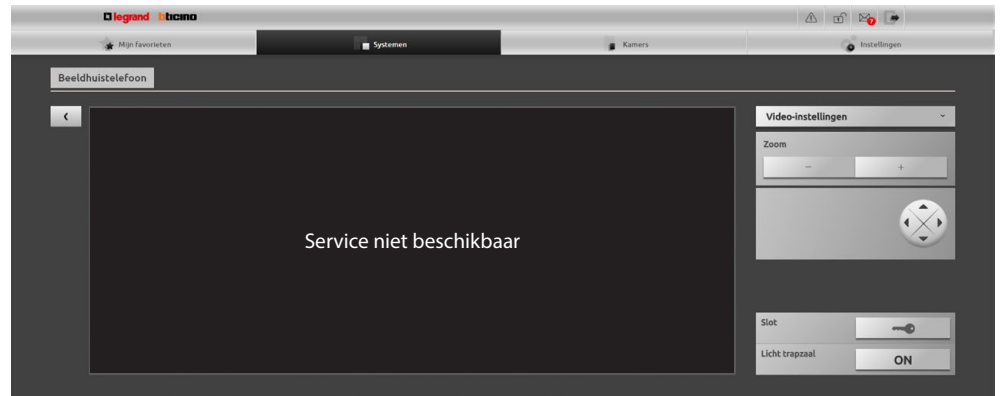 legrand bticino
Mijn favorieten
Systemen
Kamers
Instellingen
Beeldhuistelefoon
Video-instellingen
Zoom
- +
Service niet beschikbaar
Slot
Licht trapzaal
ON